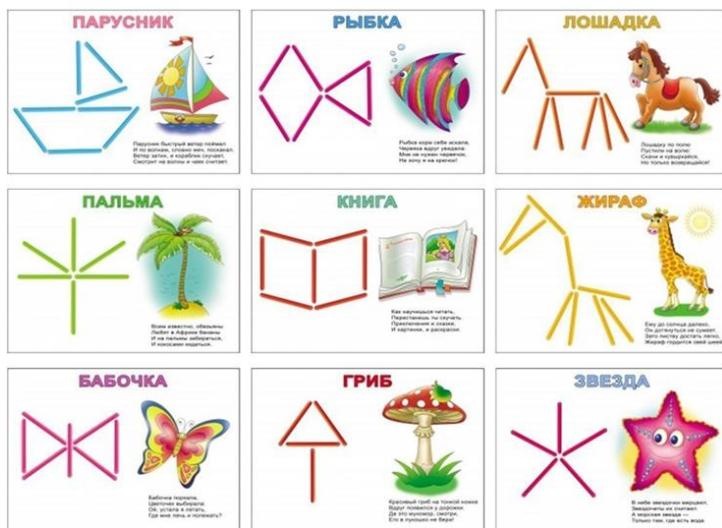 ПАРУСНИК
Парусник быстрый ветер поймал
И по волнам, словно мяч, поскакал.
Ветер затих, и кораблик скучает,
Смотрит на волны и чаек считает.
РЫБКА
Рыбка корм себе искала,
Червяка вдруг увидала:
Мне не нужен червячок,
Не хочу я на крючок!
ЛОШАДКА
Лошадку по полю
Пустили на волю:
Скачи и кувыркайся,
Но только возвращайся!
ПАЛЬМА
Всем известно, обезьяны
Любят в Африке бананы
И на пальмы забираться,
И кокосами кидаться.
КНИГА
Как научишься читать,
Перестанешь ты скучать
Приключения и сказки,
И картинки, и раскраски.
ЖИРАФ
Ему до солнца далеко,
Он дотянуться не сумеет.
Зато листву достать легко,
Жираф гордится своей шеей.
БАБОЧКА
Бабочка порхала,
Цветочек выбирала:
Ой, устала я летать,
Где мне лечь и полежать?
ГРИБ
Красивый гриб на тонкой ножке
Вдруг появился у дорожки.
Да это мухомор, смотри,
Его в лукошко не бери!
ЗВЕЗДА
В небе звездочки мерцают,
Звездочеты их считают
А морская звезда —
Только там, где есть вода.